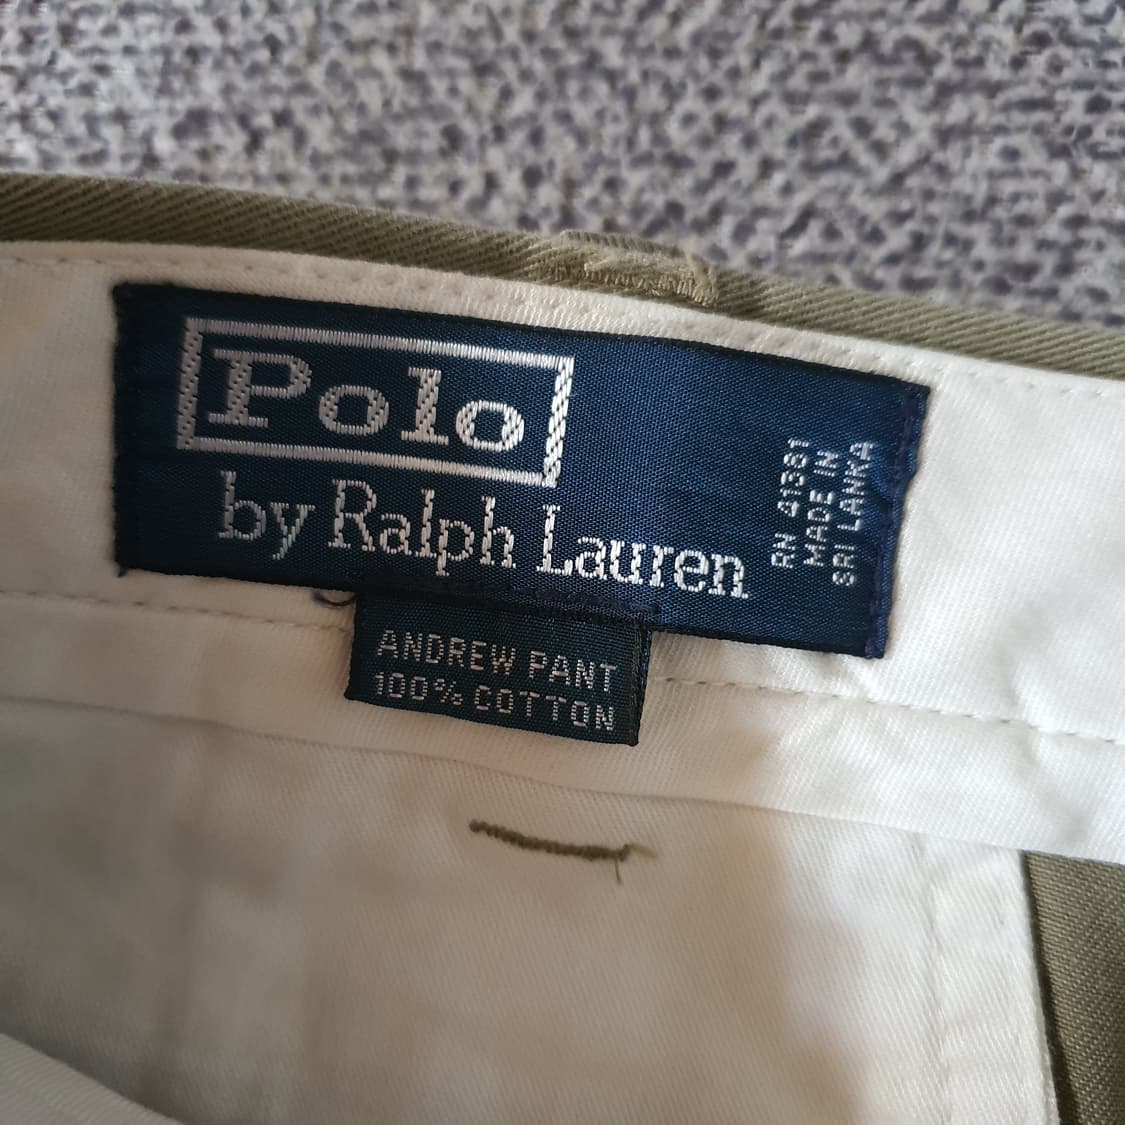 Polo
by Ralph Lauren
RN 41381
MADE IN
SRI LANKA
ANDREW PANT
100% COTTON